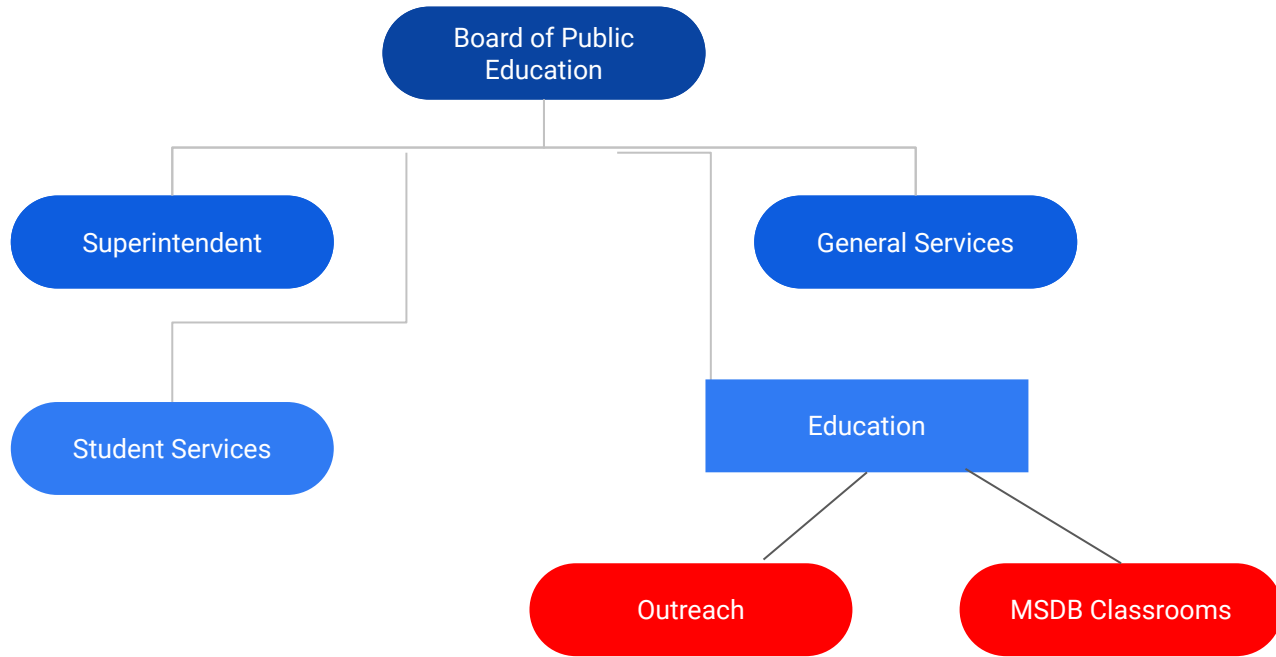 Board of Public
Education
Superintendent
General Services
Student Services
Education
Outreach
MSDB Classrooms